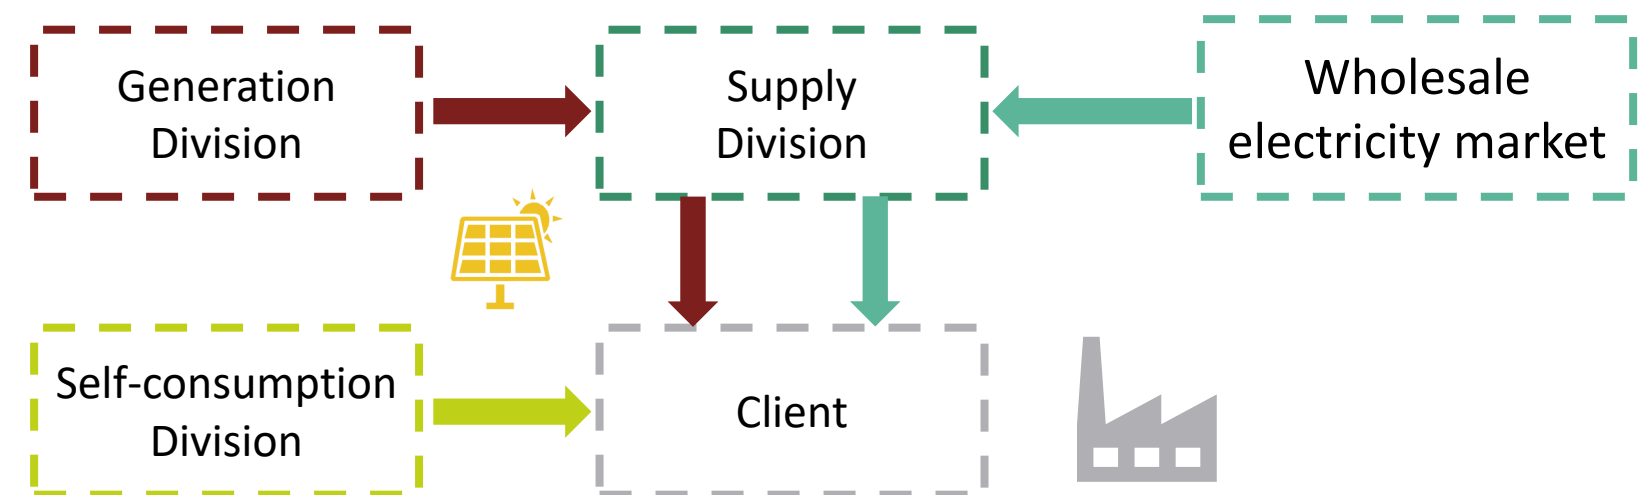 Generation
Division
Supply
Division
Wholesale
electricity market
Self-consumption
Division
Client